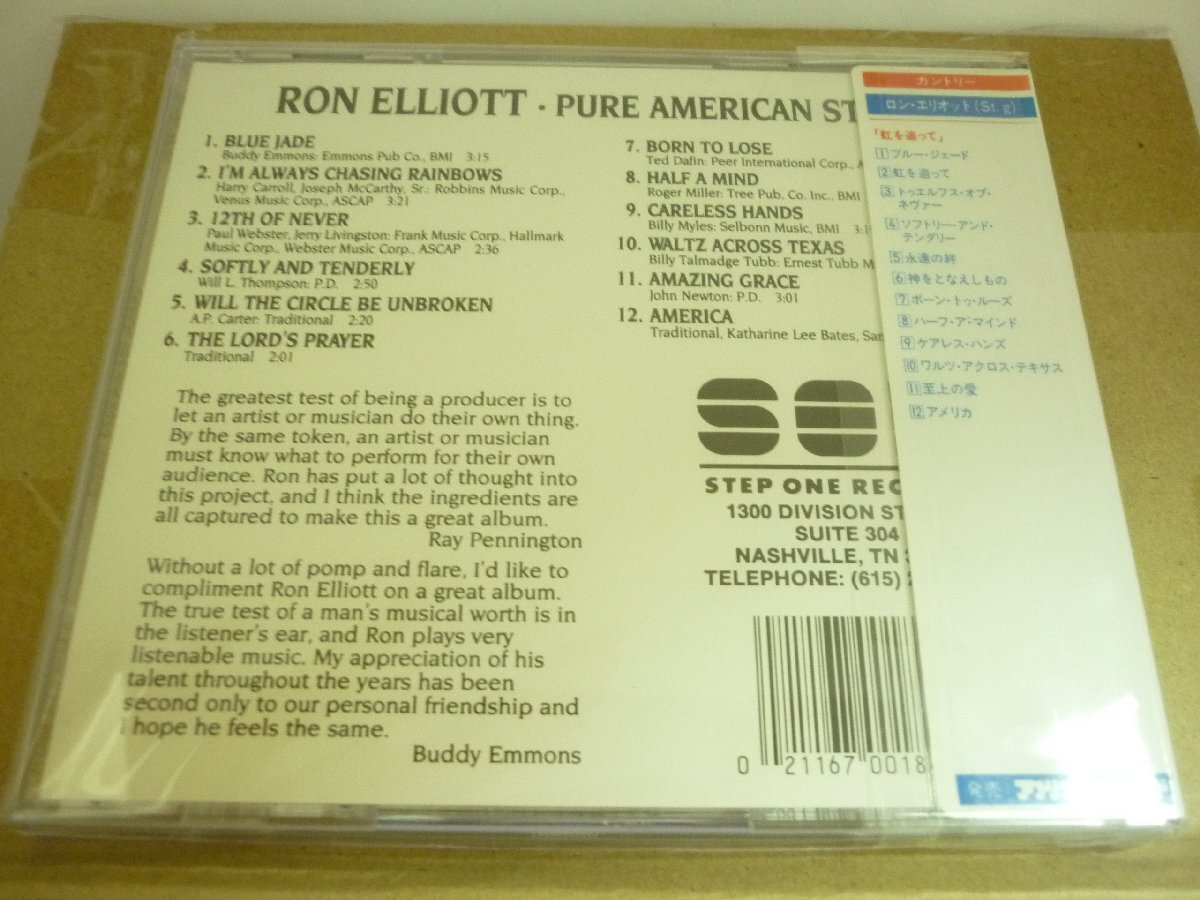 RON ELLIOTT · PURE AMERICAN ST
1. BLUE JADE
Buddy Emmons: Emmons Pub Co., BMI 3:15
2. I'M ALWAYS CHASING RAINBOWS
Harry Carroll, Joseph McCarthy, Sr.: Robbins Music Corp.,
Venus Music Corp., ASCAP 3:21
3. 12TH OF NEVER
Paul Webster, Jerry Livingston: Frank Music Corp., Hallmark
Music Corp., Webster Music Corp., ASCAP 2:36
4. SOFTLY AND TENDERLY
Will L. Thompson: P.D. 2:50
5. WILL THE CIRCLE BE UNBROKEN
A.P. Carter: Traditional 2:20
6. THE LORD'S PRAYER
Traditional 2:01
7. BORN TO LOSE
Ted Dafin: Peer International Corp.,
8. HALF A MIND
Roger Miller: Tree Pub. Co. Inc., BMI
9. CARELESS HANDS
Billy Myles: Selbonn Music, BMI
10. WALTZ ACROSS TEXAS
Billy Talmadge Tubb: Ernest Tubb M
11. AMAZING GRACE
John Newton: P.D. 3:01
12. AMERICA
Traditional, Katharine Lee Bates,
The greatest test of being a producer is to
let an artist or musician do their own thing.
By the same token, an artist or musician
must know what to perform for their own
audience. Ron has put a lot of thought into
this project, and I think the ingredients are
all captured to make this a great album.
Ray Pennington
Without a lot of pomp and flare, I'd like to
compliment Ron Elliott on a great album.
The true test of a man's musical worth is in
the listener's ear, and Ron plays very
listenable music. My appreciation of his
talent throughout the years has been
second only to our personal friendship and
I hope he feels the same.
Buddy Emmons
STEP ONE REC
1300 DIVISION ST
SUITE 304
NASHVILLE, TN
TELEPHONE: (615)
0 21167 0018
カントリー
ロン・エリオット(St.g)
「虹を追って」
1 ブルー・ジェード
2 虹を追って
3 トゥエルフス・オブ・
ネヴァー
4 ソフトリー・アンド・
テンダリー
5 永遠の絆
6 神をとなえしもの
7 ボーン・トゥ・ルーズ
8 ハーフ・ア・マインド
9 ケアレス・ハンズ
10 ワルツ・アクロス・テキサス
11 至上の愛
12 アメリカ
発売